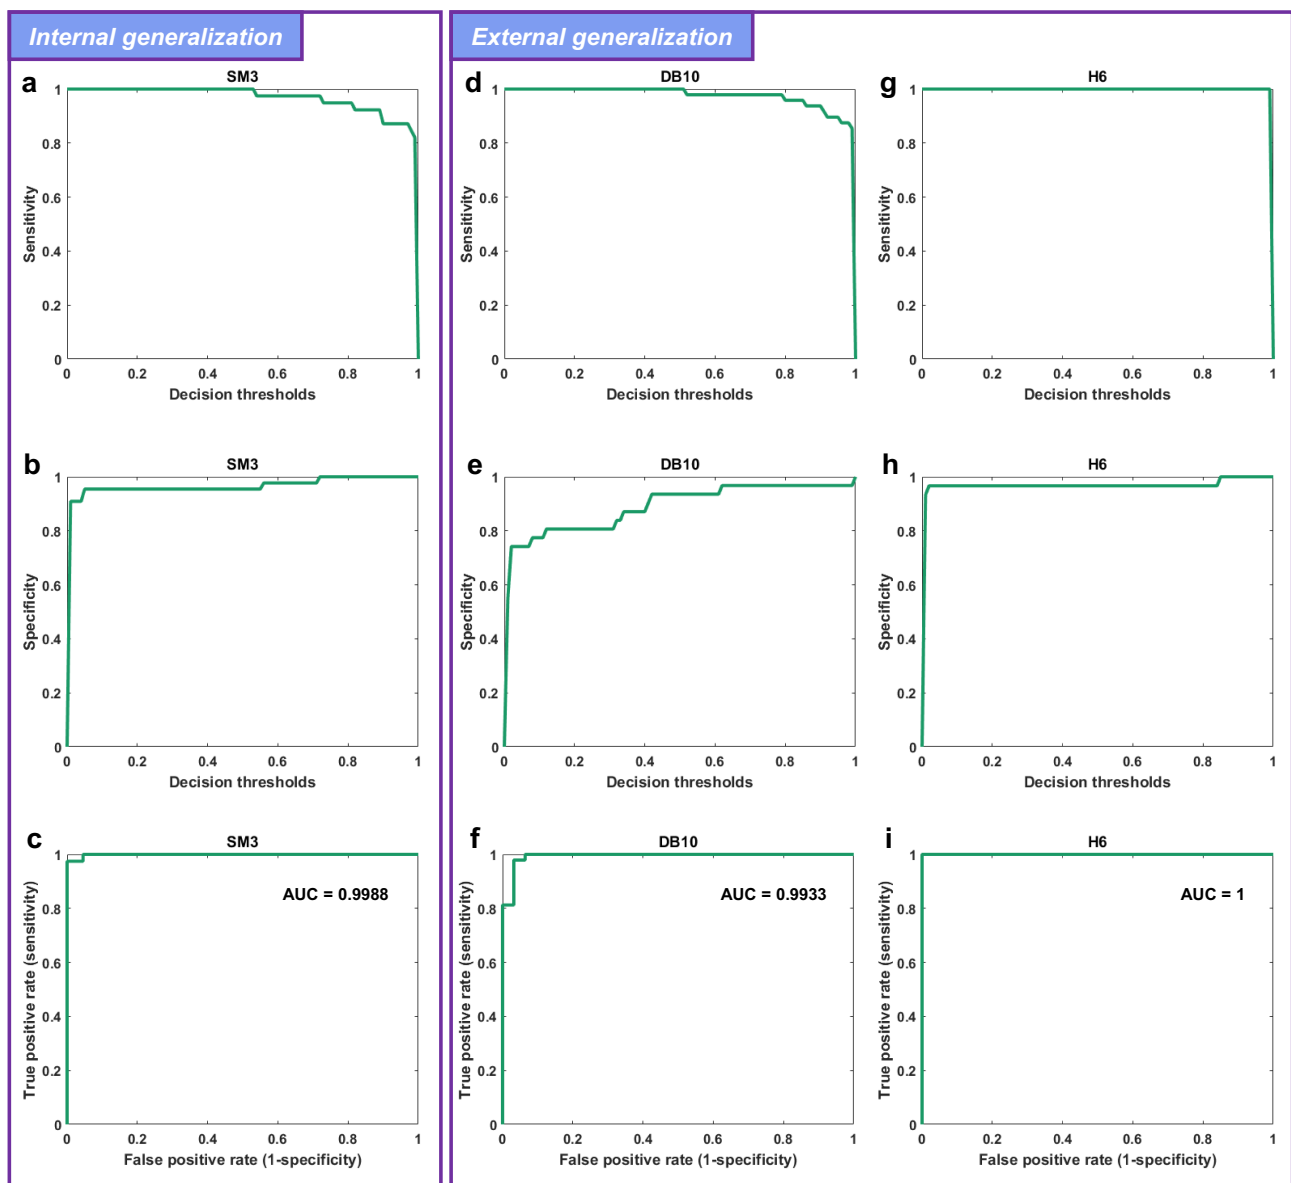 Internal generalization
External generalization
a
SM3
1
0.8
0.6
0.4
0.2
0
Sensitivity
0 0.2 0.4 0.6 0.8 1
Decision thresholds
d
DB10
1
0.8
0.6
0.4
0.2
0
Sensitivity
0 0.2 0.4 0.6 0.8 1
Decision thresholds
g
H6
1
0.8
0.6
0.4
0.2
0
Sensitivity
0 0.2 0.4 0.6 0.8 1
Decision thresholds
b
SM3
1
0.8
0.6
0.4
0.2
0
Specificity
0 0.2 0.4 0.6 0.8 1
Decision thresholds
e
DB10
1
0.8
0.6
0.4
0.2
0
Specificity
0 0.2 0.4 0.6 0.8 1
Decision thresholds
h
H6
1
0.8
0.6
0.4
0.2
0
Specificity
0 0.2 0.4 0.6 0.8 1
Decision thresholds
c
SM3
1
0.8
0.6
0.4
0.2
0
True positive rate (sensitivity)
AUC = 0.9988
0 0.2 0.4 0.6 0.8 1
False positive rate (1-specificity)
f
DB10
1
0.8
0.6
0.4
0.2
0
True positive rate (sensitivity)
AUC = 0.9933
0 0.2 0.4 0.6 0.8 1
False positive rate (1-specificity)
i
H6
1
0.8
0.6
0.4
0.2
0
True positive rate (sensitivity)
AUC = 1
0 0.2 0.4 0.6 0.8 1
False positive rate (1-specificity)